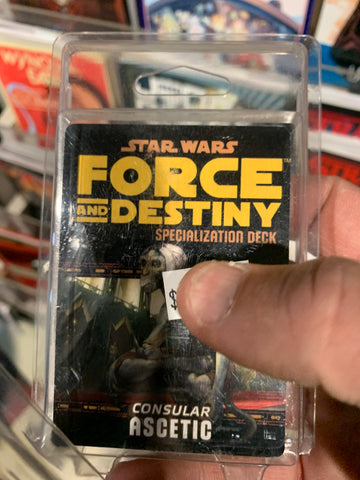 STAR WARS
FORCE
AND DESTINY
SPECIALIZATION DECK
$
CONSULAR
ASCETIC